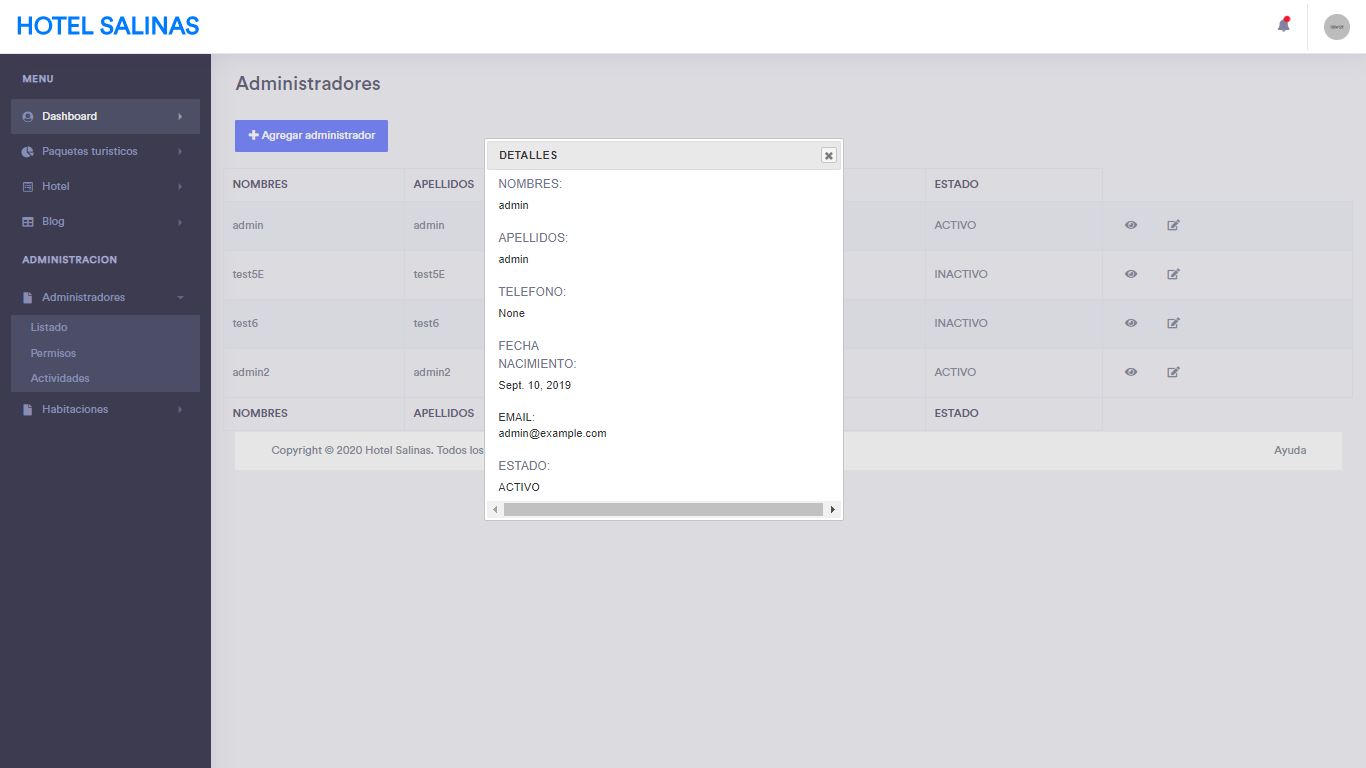 HOTEL SALINAS
MENU
Dashboard
Paquetes turisticos
Hotel
Blog
ADMINISTRACION
Administradores
Listado
Permisos
Actividades
Habitaciones
Administradores
Agregar administrador
NOMBRES APELLIDOS ESTADO
admin admin ACTIVO
test5E test5E INACTIVO
test6 test6 INACTIVO
admin2 admin2 ACTIVO
NOMBRES APELLIDOS ESTADO
Copyright © 2020 Hotel Salinas. Todos los
Ayuda
DETALLES
NOMBRES:
admin
APELLIDOS:
admin
TELEFONO:
None
FECHA
NACIMIENTO:
Sept. 10, 2019
EMAIL:
admin@example.com
ESTADO:
ACTIVO